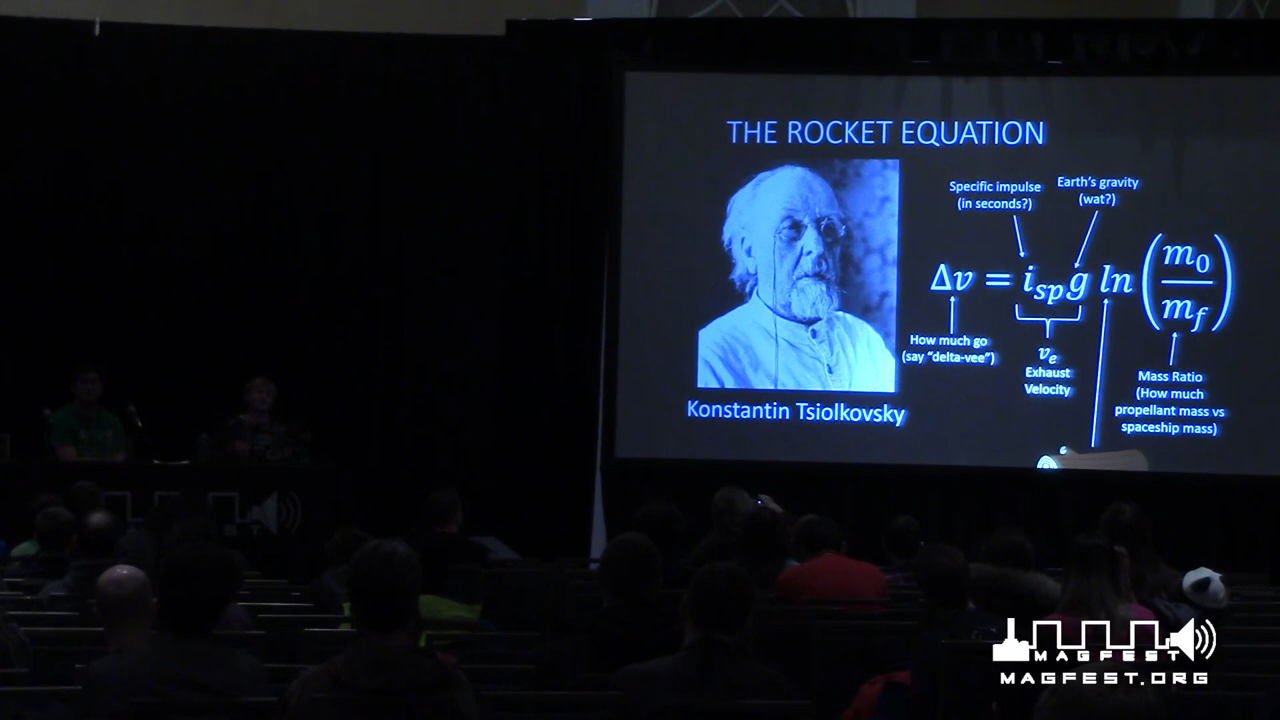 THE ROCKET EQUATION
Specific impulse
(in seconds?)
Earth's gravity
(wat?)
Δv = i_sp g ln (m_0 / m_f)
How much go
(say "delta-vee")
v_e
Exhaust
Velocity
Mass Ratio
(How much
propellant mass vs
spaceship mass)
Konstantin Tsiolkovsky
MAGFEST
MAGFEST.ORG